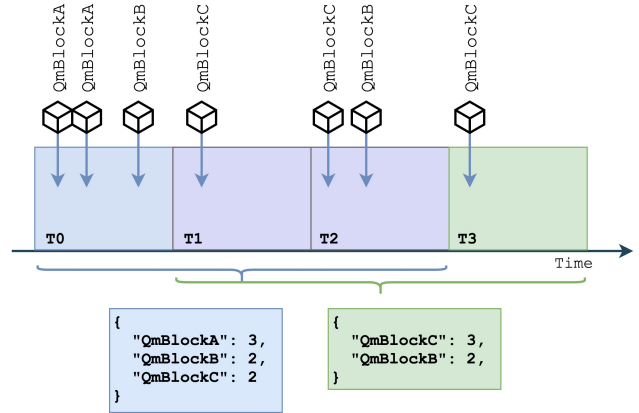 QmBlockA
QmBlockA
QmBlockB
QmBlockC
QmBlockC
QmBlockB
QmBlockC
T0
T1
T2
T3
Time
{
"QmBlockA": 3,
"QmBlockB": 2,
"QmBlockC": 2
}
{
"QmBlockC": 3,
"QmBlockB": 2,
}